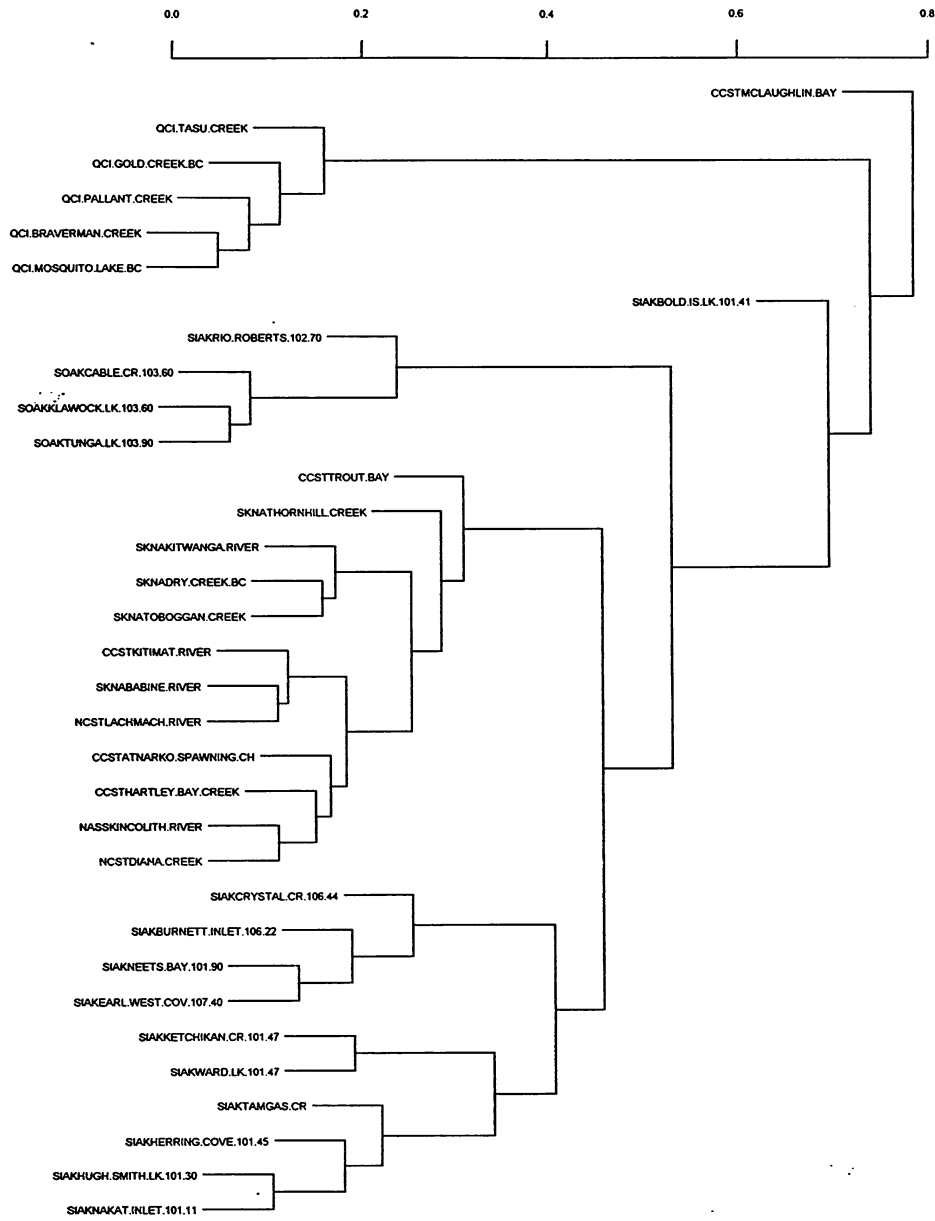 0.0 0.2 0.4 0.6 0.8
CCSTMCLAUGHLIN.BAY
QCI.TASU.CREEK
QCI.GOLD.CREEK.BC
QCI.PALLANT.CREEK
QCI.BRAVERMAN.CREEK
QCI.MOSQUITO.LAKE.BC
SIAKBOLD.IS.LK.101.41
SIAKRIO.ROBERTS.102.70
SOAKCABLE.CR.103.60
SOAKKLAWOCK.LK.103.60
SOAKTUNGA.LK.103.90
CCSTTROUT.BAY
SKNATHORNHILL.CREEK
SKNAKITWANGA.RIVER
SKNADRY.CREEK.BC
SKNATOBOGGAN.CREEK
CCSTKITIMAT.RIVER
SKNABABINE.RIVER
NCSTLACHMACH.RIVER
CCSTATNARKO.SPAWNING.CH
CCSTHARTLEY.BAY.CREEK
NASSKINCOLITH.RIVER
NCSTDIANA.CREEK
SIAKCRYSTAL.CR.106.44
SIAKBURNETT.INLET.106.22
SIAKNEETS.BAY.101.90
SIAKEARL.WEST.COV.107.40
SIAKKETCHIKAN.CR.101.47
SIAKWARD.LK.101.47
SIAKTAMGAS.CR
SIAKHERRING.COVE.101.45
SIAKHUGH.SMITH.LK.101.30
SIAKNAKAT.INLET.101.11